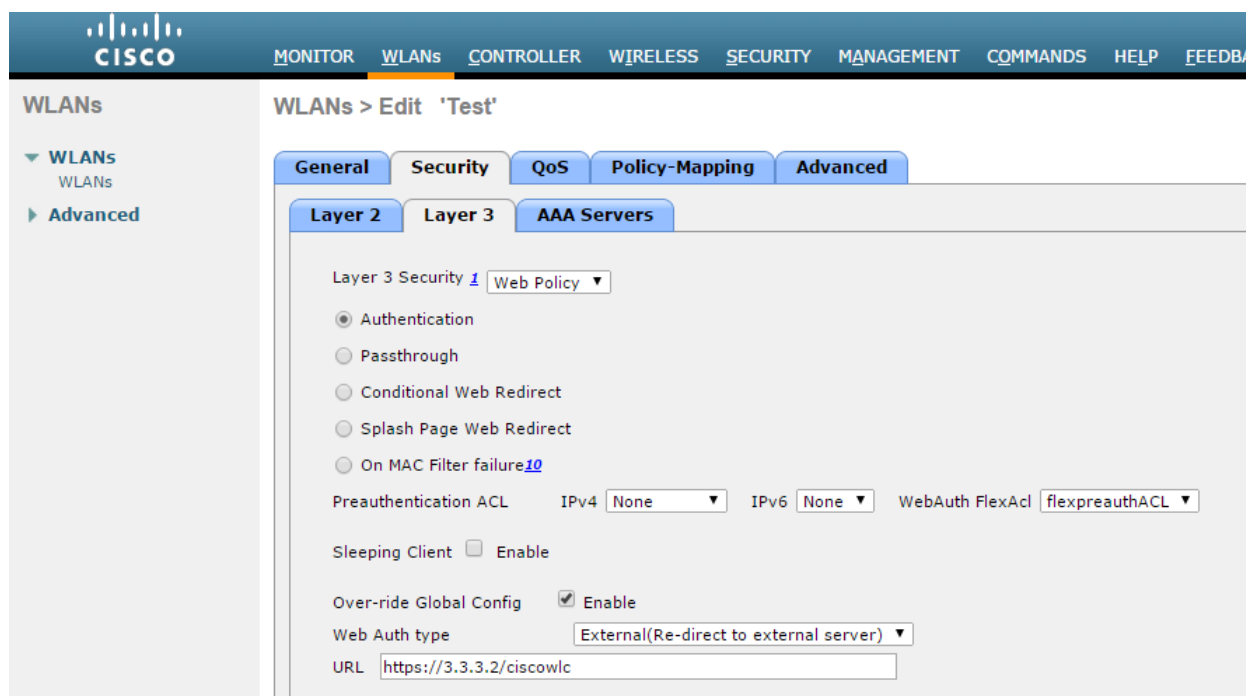 CISCO
MONITOR WLANs CONTROLLER WIRELESS SECURITY MANAGEMENT COMMANDS HELP FEEDBA
WLANs
WLANs > Edit 'Test'
WLANs
WLANs
Advanced
General Security QoS Policy-Mapping Advanced
Layer 2 Layer 3 AAA Servers
Layer 3 Security 1 Web Policy
Authentication
Passthrough
Conditional Web Redirect
Splash Page Web Redirect
On MAC Filter failure10
Preauthentication ACL IPv4 None IPv6 None WebAuth FlexAcl flexpreauthACL
Sleeping Client Enable
Over-ride Global Config Enable
Web Auth type External(Re-direct to external server)
URL https://3.3.3.2/ciscowlc